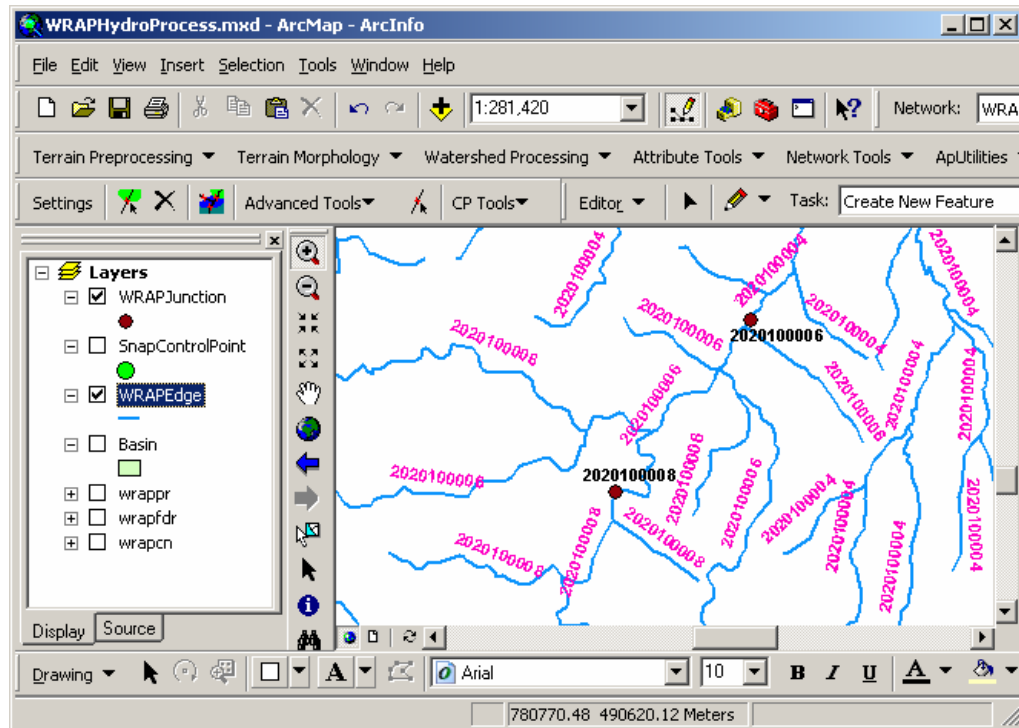 WRAPHydroProcess.mxd - ArcMap - ArcInfo
File Edit View Insert Selection Tools Window Help
1:281,420 Network: WRA
Terrain Preprocessing Terrain Morphology Watershed Processing Attribute Tools Network Tools ApUtilities
Settings Advanced Tools CP Tools Editor Task: Create New Feature
Layers
WRAPJunction
SnapControlPoint
WRAPEdge
Basin
wrappr
wrapfdr
wrapcn
Display Source
2020100004
2020100004
2020100004
2020100008
2020100006
2020100006
2020100004
2020100004
2020100004
2020100006
2020100006
2020100008
2020100008
2020100008
2020100006
2020100004
2020100004
2020100004
2020100004
2020100008
2020100008
2020100008
Drawing A Arial 10 B I U A
780770.48 490620.12 Meters